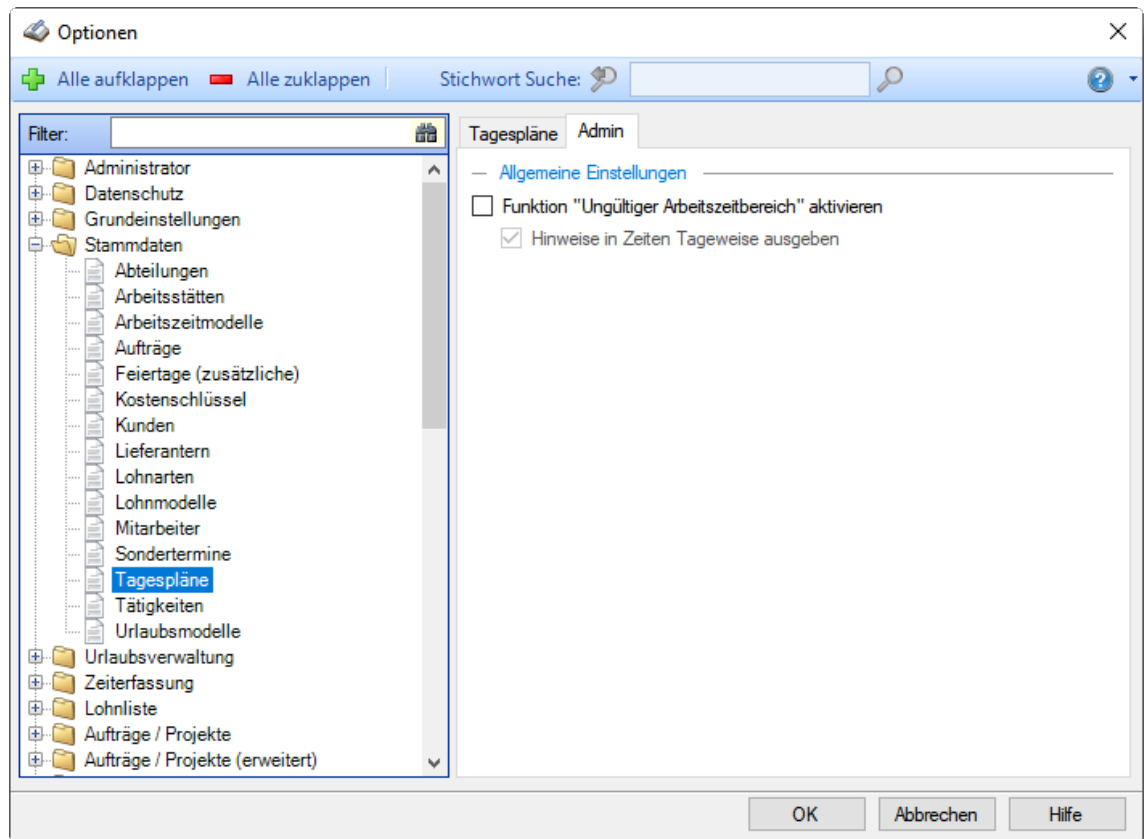 Optionen
Alle aufklappen Alle zuklappen Stichwort Suche:
Filter:
Administrator
Datenschutz
Grundeinstellungen
Stammdaten
Abteilungen
Arbeitsstätten
Arbeitszeitmodelle
Aufträge
Feiertage (zusätzliche)
Kostenschlüssel
Kunden
Lieferantern
Lohnarten
Lohnmodelle
Mitarbeiter
Sondertermine
Tagespläne
Tätigkeiten
Urlaubsmodelle
Urlaubsverwaltung
Zeiterfassung
Lohnliste
Aufträge / Projekte
Aufträge / Projekte (erweitert)
Tagespläne Admin
Allgemeine Einstellungen
Funktion "Ungültiger Arbeitszeitbereich" aktivieren
Hinweise in Zeiten Tageweise ausgeben
OK Abbrechen Hilfe